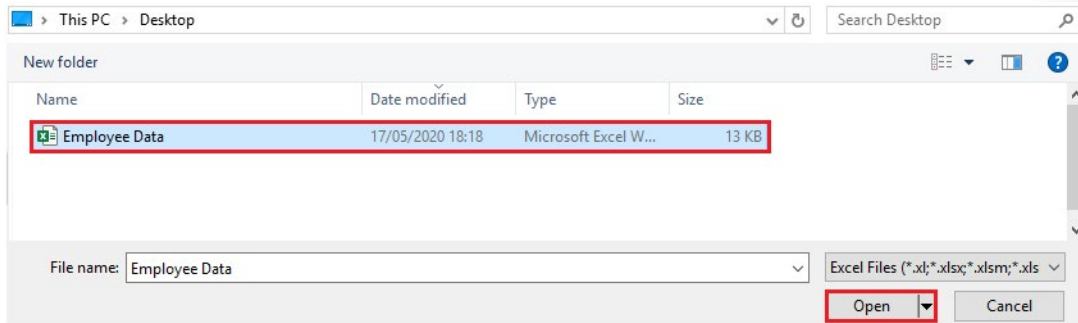 This PC > Desktop Search Desktop
New folder ?
Name Date modified Type Size
Employee Data 17/05/2020 18:18 Microsoft Excel W... 13 KB
File name: Employee Data Excel Files (*.xl;*.xlsx;*.xlsm;*.xls
Open Cancel